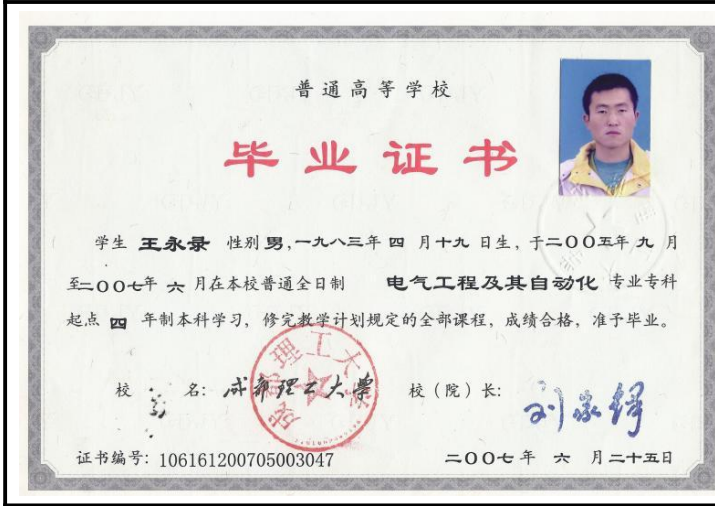 普通高等学校
毕业证书
学生 王永录 性别 男,一九八三年 四 月十九 日生,于二〇〇五年 九 月
至二〇〇七年 六 月在本校普通全日制 电气工程及其自动化 专业专科
起点 四 年制本科学习,修完教学计划规定的全部课程,成绩合格,准予毕业。
校 名: 成都理工大学 校(院)长: 刘家铎
证书编号: 106161200705003047 二〇〇七年 六 月二十五日